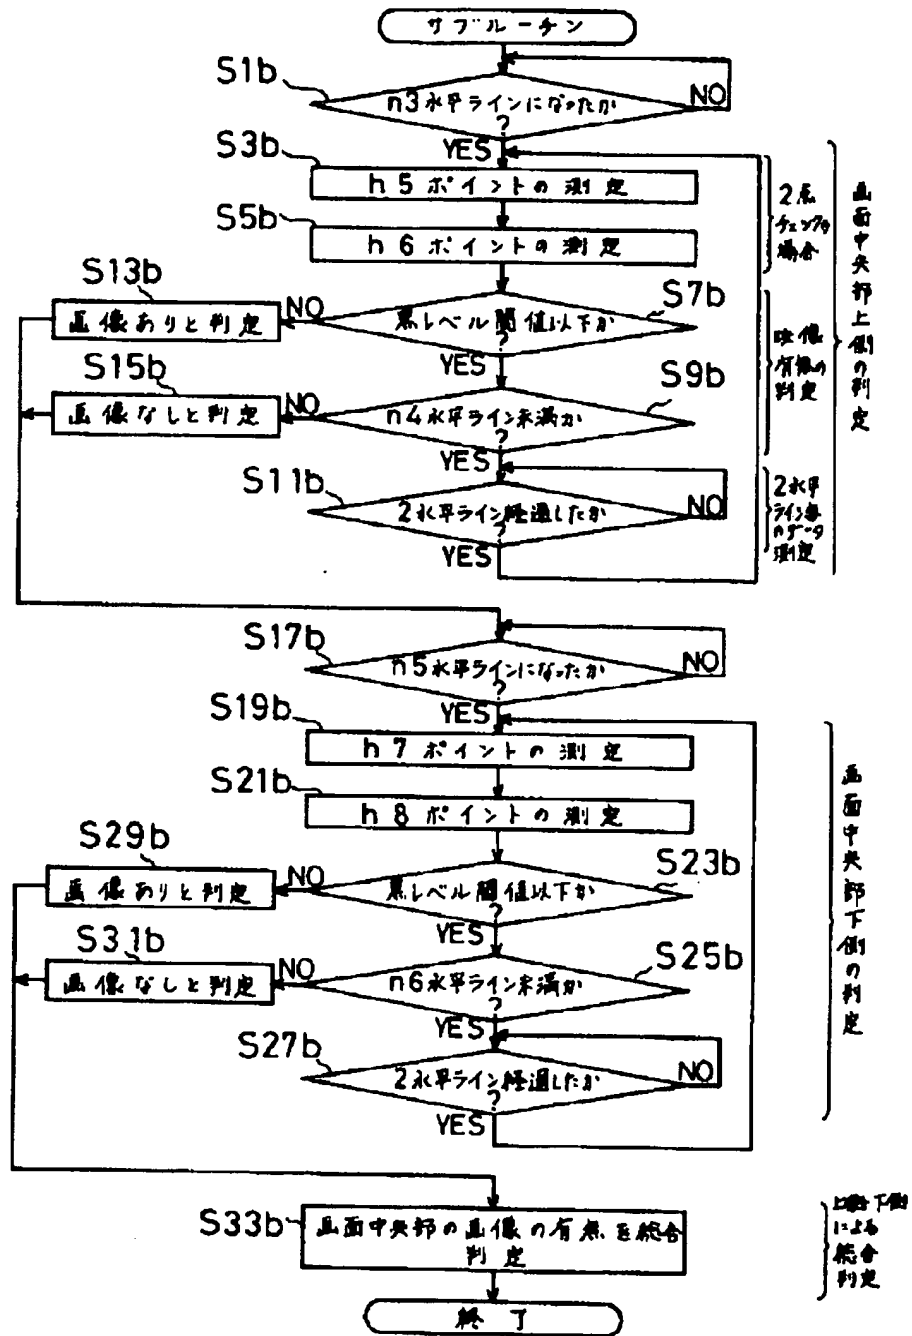 サブルーチン
S1b
n3水平ラインになったか
?
NO
YES
S3b
h5ポイントの測定
S5b
h6ポイントの測定
2点
チェックの
場合
S7b
黒レベル閾値以下か
?
NO
YES
S13b
画像ありと判定
S9b
n4水平ライン未満か
?
NO
YES
S15b
画像なしと判定
映像
有無の
判定
S11b
2水平ライン経過したか
?
NO
YES
2水平
ライン毎
のデータ
測定
画面中央部上側の判定
S17b
n5水平ラインになったか
?
NO
YES
S19b
h7ポイントの測定
S21b
h8ポイントの測定
S23b
黒レベル閾値以下か
?
NO
YES
S29b
画像ありと判定
S25b
n6水平ライン未満か
?
NO
YES
S31b
画像なしと判定
S27b
2水平ライン経過したか
?
NO
YES
画面中央部下側の判定
S33b
画面中央部の画像の有無を総合
判定
下側
による
総合
判定
終了